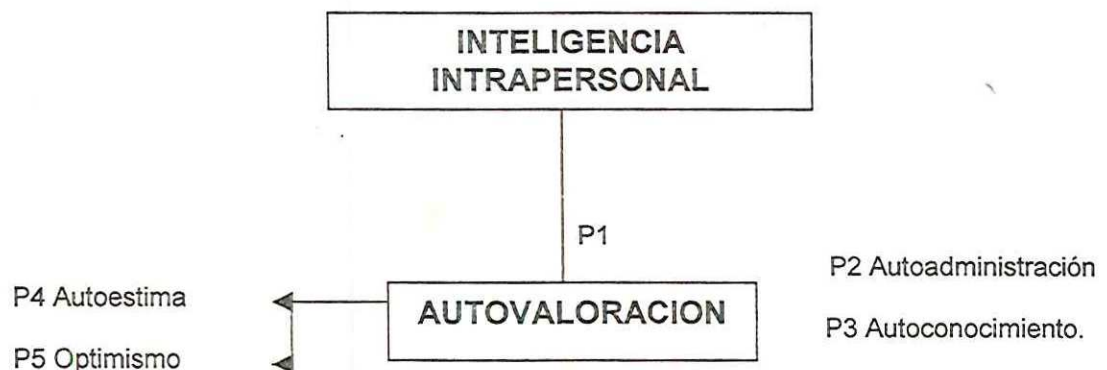 INTELIGENCIA
INTRAPERSONAL
P1
P2 Autoadministración
P4 Autoestima
AUTOVALORACION
P3 Autoconocimiento.
P5 Optimismo